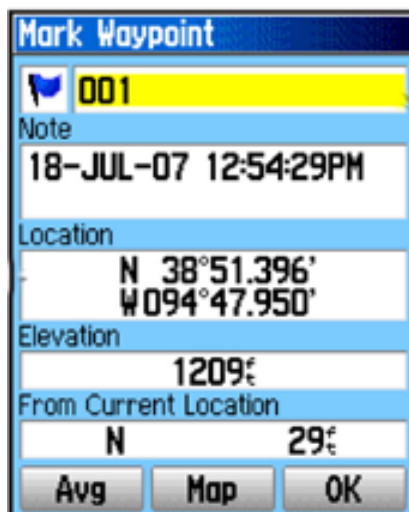 Mark Waypoint
001
Note
18-JUL-07 12:54:29PM
Location
N 38°51.396'
W094°47.950'
Elevation
1209ft
From Current Location
N 29ft
Avg Map OK